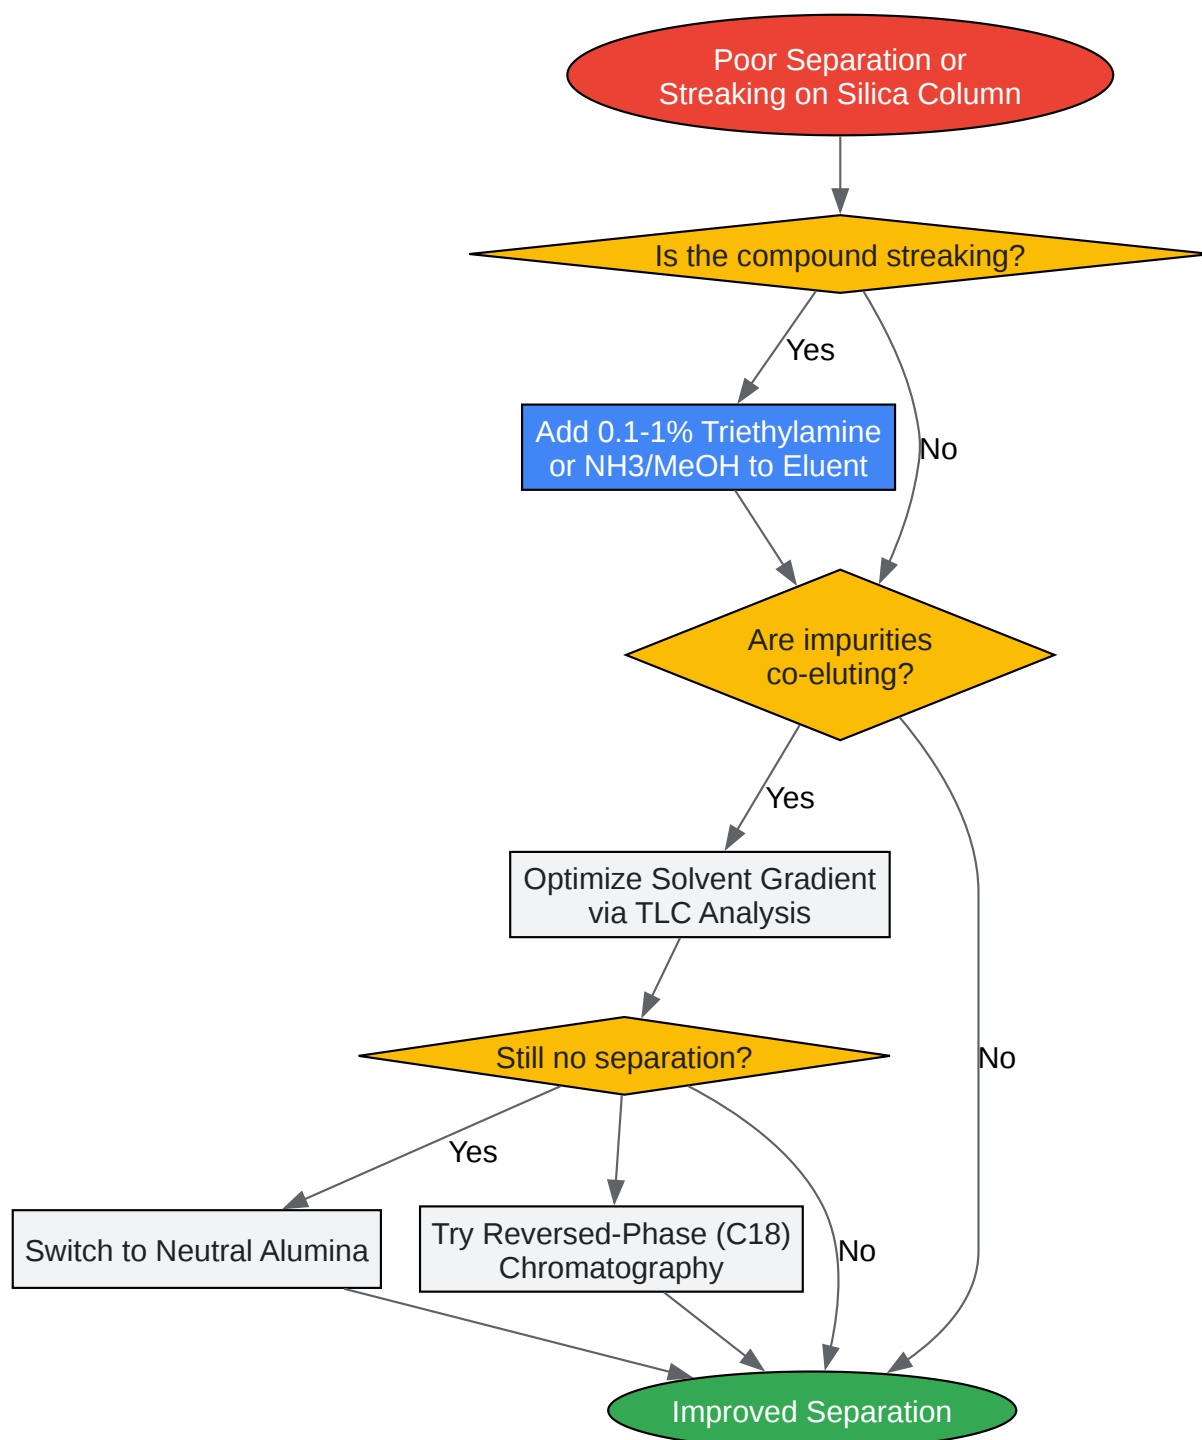 Poor Separation or
Streaking on Silica Column
Is the compound streaking?
Yes
Add 0.1-1% Triethylamine
or NH3/MeOH to Eluent
No
Are impurities
co-eluting?
Yes
Optimize Solvent Gradient
via TLC Analysis
Still no separation?
No
Yes
Switch to Neutral Alumina
Try Reversed-Phase (C18)
Chromatography
No
Improved Separation